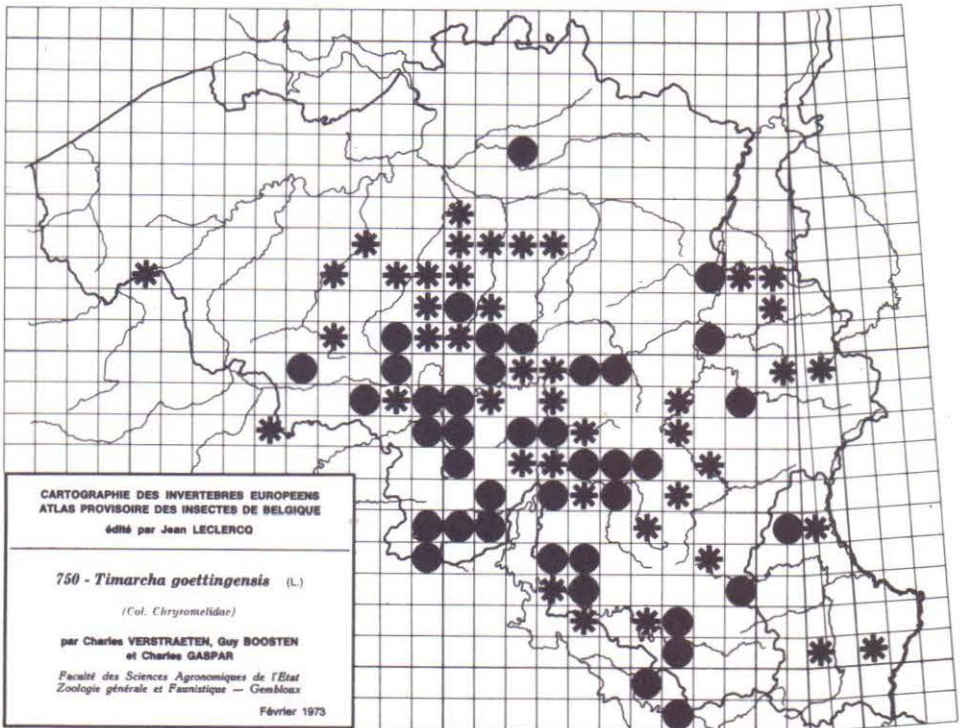 CARTOGRAPHIE DES INVERTEBRES EUROPEENS
ATLAS PROVISOIRE DES INSECTES DE BELGIQUE
édité par Jean LECLERCQ
750 - Timarcha goettingensis (L.)
(Col. Chrysomelidae)
par Charles VERSTRAETEN, Guy BOOSTEN
et Charles GASPAR
Faculté des Sciences Agronomiques de l'Etat
Zoologie générale et Faunistique — Gembloux
Février 1973